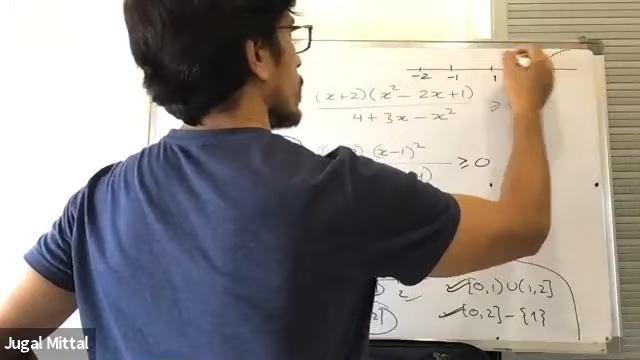 -2 -1 1
(x+2)(x² - 2x + 1) ≥
4 + 3x - x²
(x-1)² ≥ 0
[0,1) ∪ (1,2]
[0,2] - {1}
Jugal Mittal